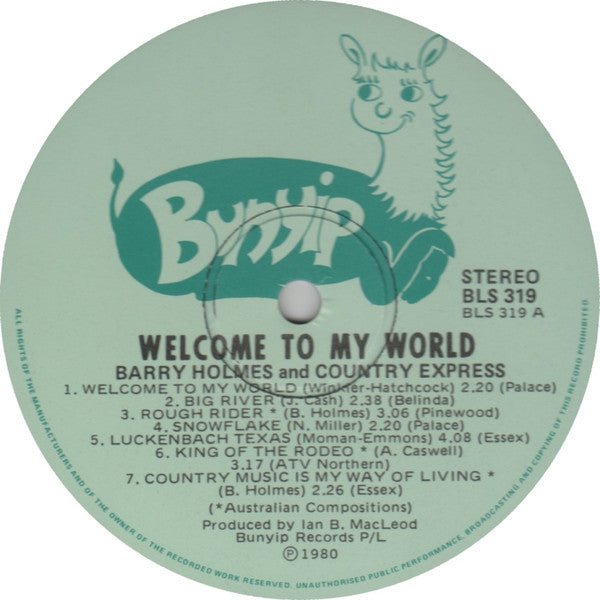 Bunyip
STEREO
BLS 319
BLS 319 A
WELCOME TO MY WORLD
BARRY HOLMES and COUNTRY EXPRESS
1. WELCOME TO MY WORLD (Winkler-Hatchcock) 2.20 (Palace)
2. BIG RIVER (J. Cash) 2.38 (Belinda)
3. ROUGH RIDER * (B. Holmes) 3.06 (Pinewood)
4. SNOWFLAKE (N. Miller) 2.20 (Palace)
5. LUCKENBACH TEXAS (Moman-Emmons) 4.08 (Essex)
6. KING OF THE RODEO * (A. Caswell)
3.17 (ATV Northern)
7. COUNTRY MUSIC IS MY WAY OF LIVING *
(B. Holmes) 2.26 (Essex)
(*Australian Compositions)
Produced by Ian B. MacLeod
Bunyip Records P/L
Ⓟ 1980
ALL RIGHTS OF THE MANUFACTURERS AND OF THE OWNER OF THE RECORDED WORK RESERVED. UNAUTHORISED PUBLIC PERFORMANCE, BROADCASTING AND COPYING OF THIS RECORD PROHIBITED.